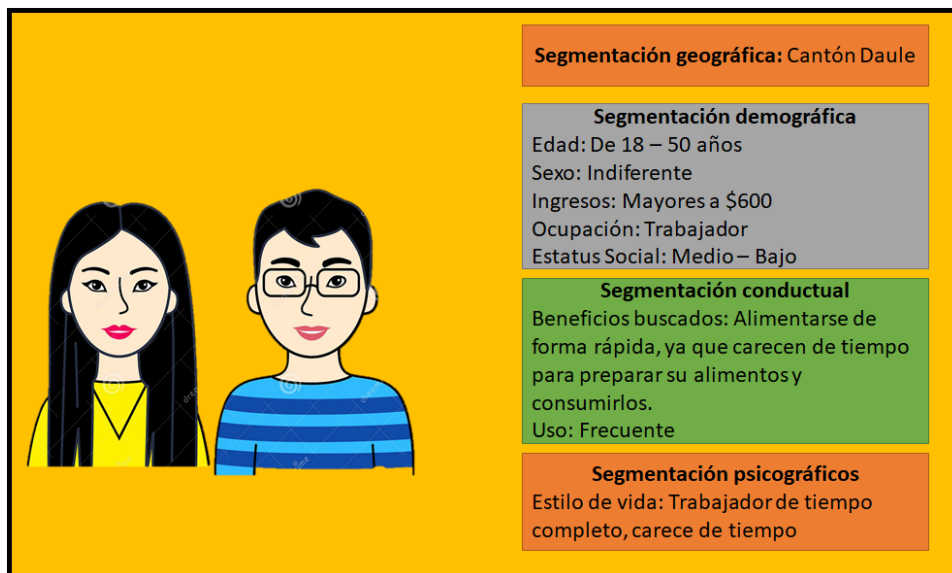 Segmentación geográfica: Cantón Daule
Segmentación demográfica
Edad: De 18 – 50 años
Sexo: Indiferente
Ingresos: Mayores a $600
Ocupación: Trabajador
Estatus Social: Medio – Bajo
Segmentación conductual
Beneficios buscados: Alimentarse de
forma rápida, ya que carecen de tiempo
para preparar su alimentos y
consumirlos.
Uso: Frecuente
Segmentación psicográficos
Estilo de vida: Trabajador de tiempo
completo, carece de tiempo